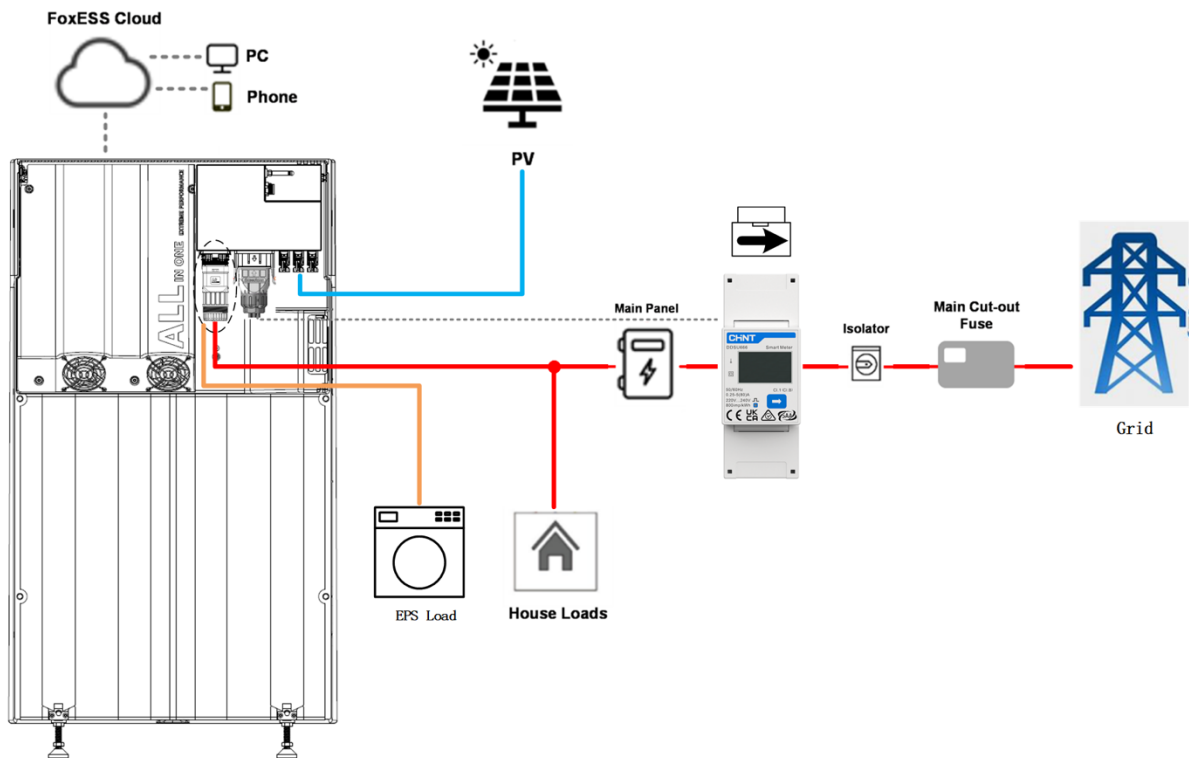 FoxESS Cloud
PC
Phone
PV
ALL IN ONE EXTREME PERFORMANCE
Main Panel
CHNT
Smart Meter
Isolator
Main Cut-out
Fuse
Grid
EPS Load
House Loads